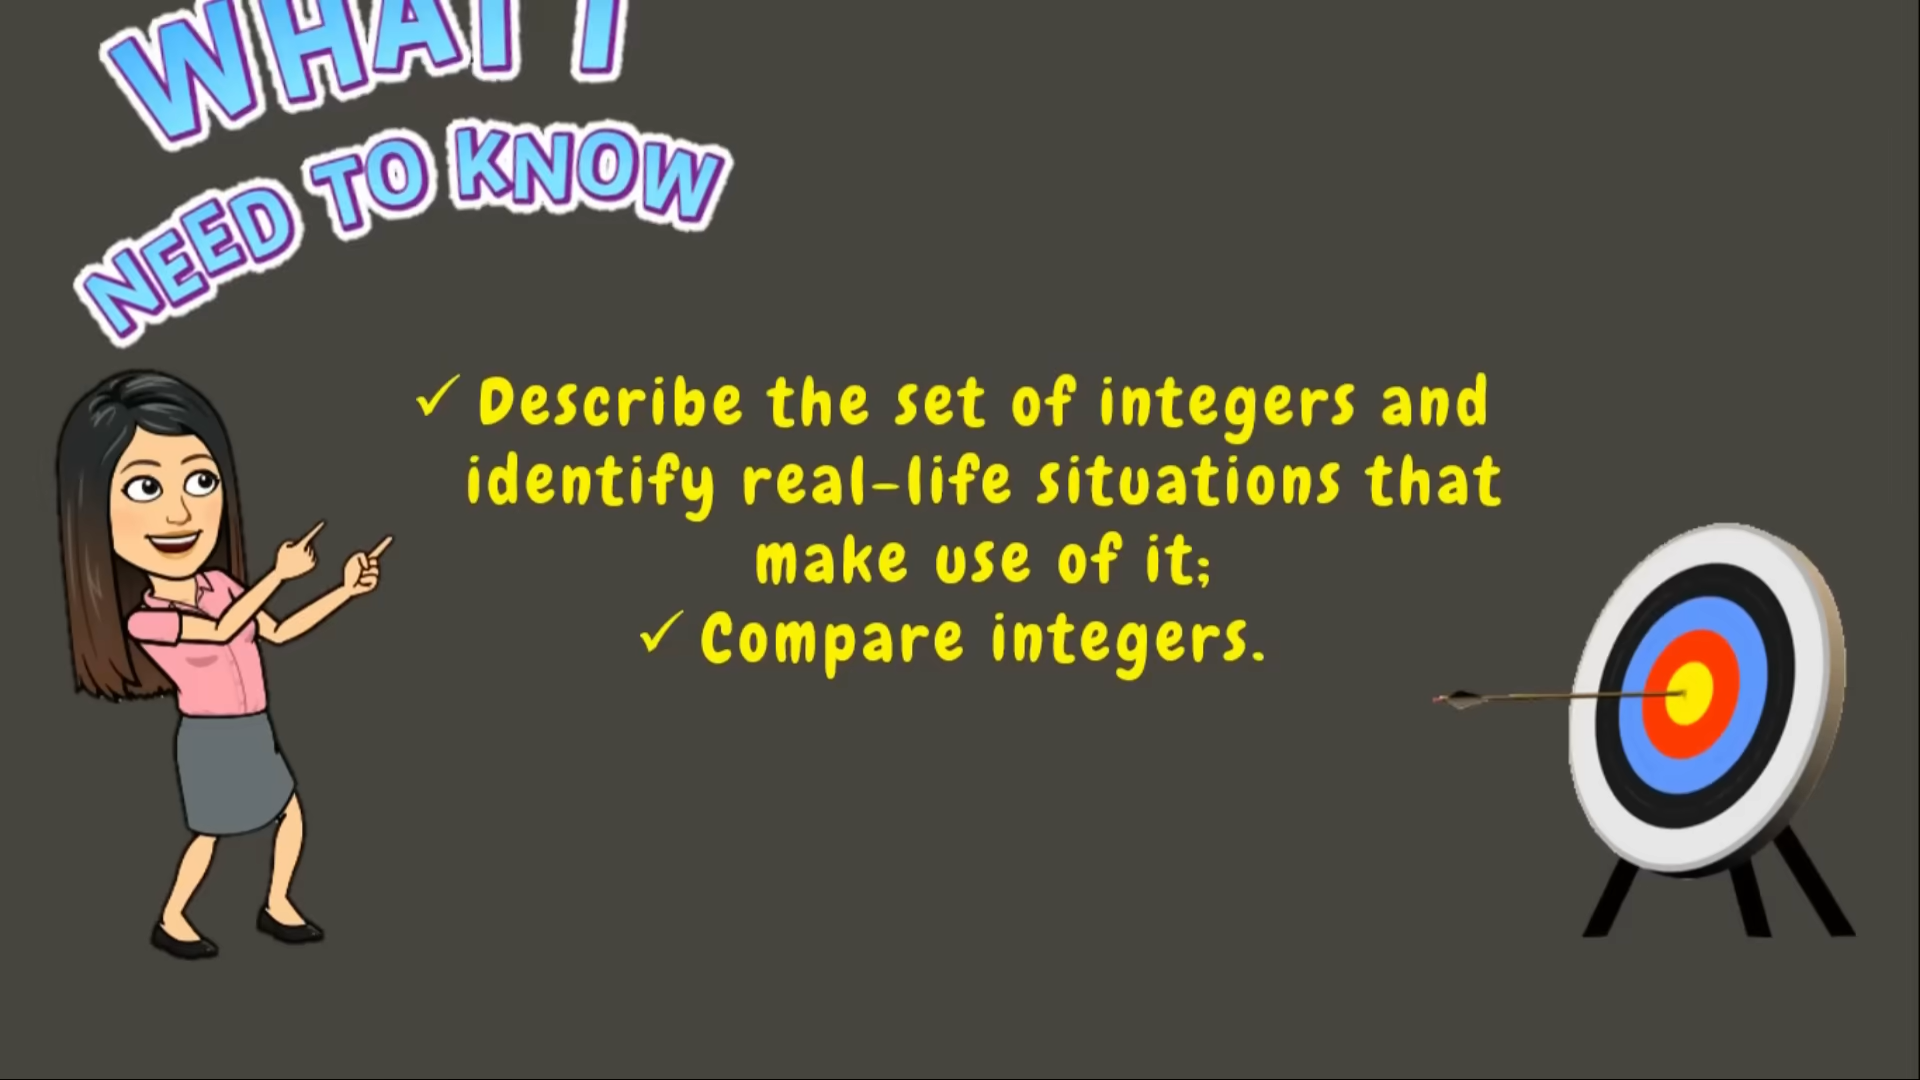 WHAT I
NEED TO KNOW
✓ Describe the set of integers and
identify real-life situations that
make use of it;
✓ Compare integers.